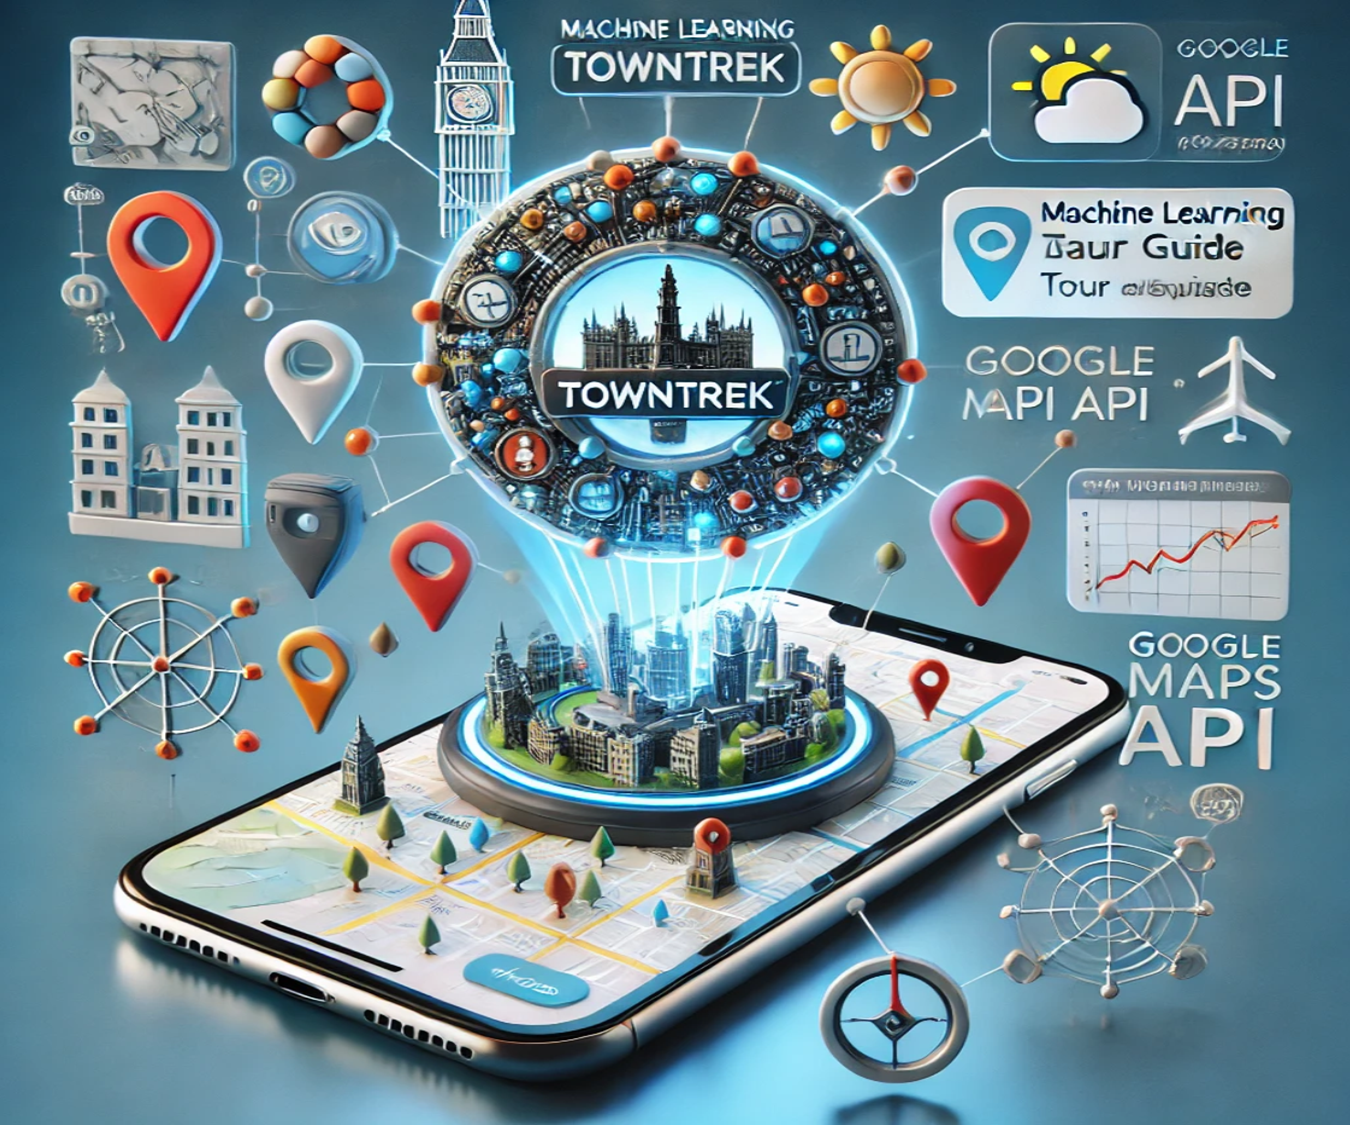 MACHINE LEARNING
TOWNTREK
GOOGLE
API
Machine Learning
Taur Guide
Tour
TOWNTREK
GOOGLE
MAPI API
GOOGLE
MAPS
API